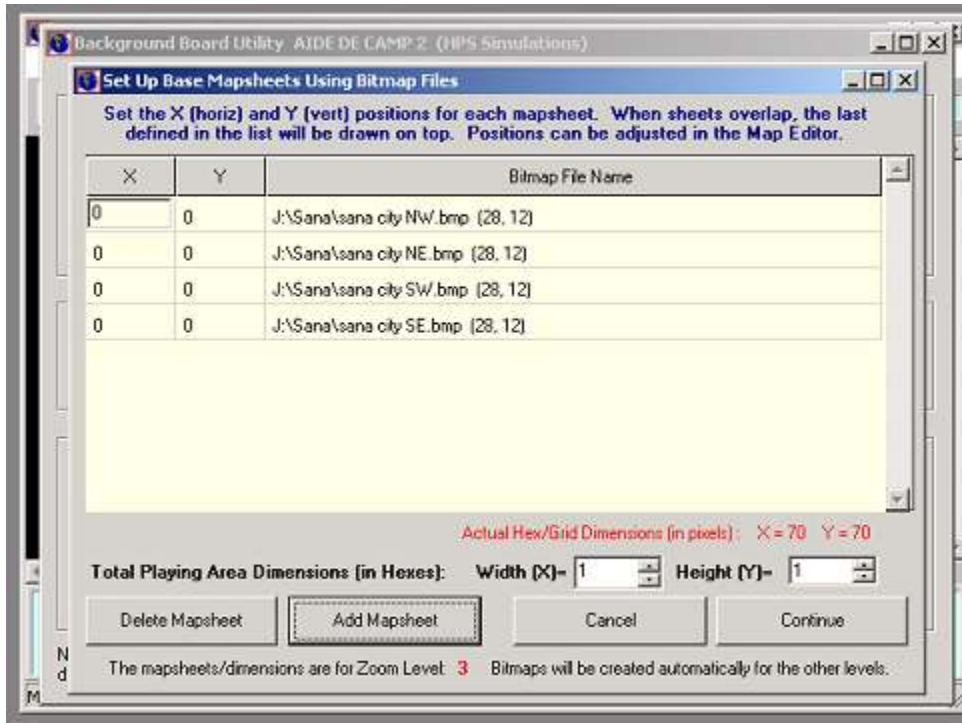 Background Board Utility AIDE DE CAMP 2 (HPS Simulations)
Set Up Base Mapsheets Using Bitmap Files
Set the X (horiz) and Y (vert) positions for each mapsheet. When sheets overlap, the last
defined in the list will be drawn on top. Positions can be adjusted in the Map Editor.
X Y Bitmap File Name
0 0 J:\Sana\sana city NW.bmp (28, 12)
0 0 J:\Sana\sana city NE.bmp (28, 12)
0 0 J:\Sana\sana city SW.bmp (28, 12)
0 0 J:\Sana\sana city SE.bmp (28, 12)
Actual Hex/Grid Dimensions (in pixels): X = 70 Y = 70
Total Playing Area Dimensions (in Hexes): Width (X)= 1 Height (Y)= 1
Delete Mapsheet Add Mapsheet Cancel Continue
N
The mapsheets/dimensions are for Zoom Level: 3 Bitmaps will be created automatically for the other levels.
d
M